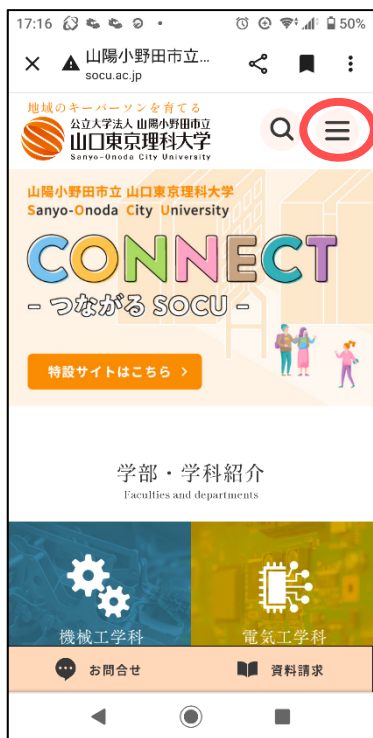 17:16
50%
山陽小野田市立...
socu.ac.jp
地域のキーパーソンを育てる
公立大学法人 山陽小野田市立
山口東京理科大学
Sanyo-Onoda City University
山陽小野田市立 山口東京理科大学
Sanyo-Onoda City University
CONNECT
- つながる SOCU -
特設サイトはこちら >
学部・学科紹介
Faculties and departments
機械工学科
電気工学科
お問合せ
資料請求